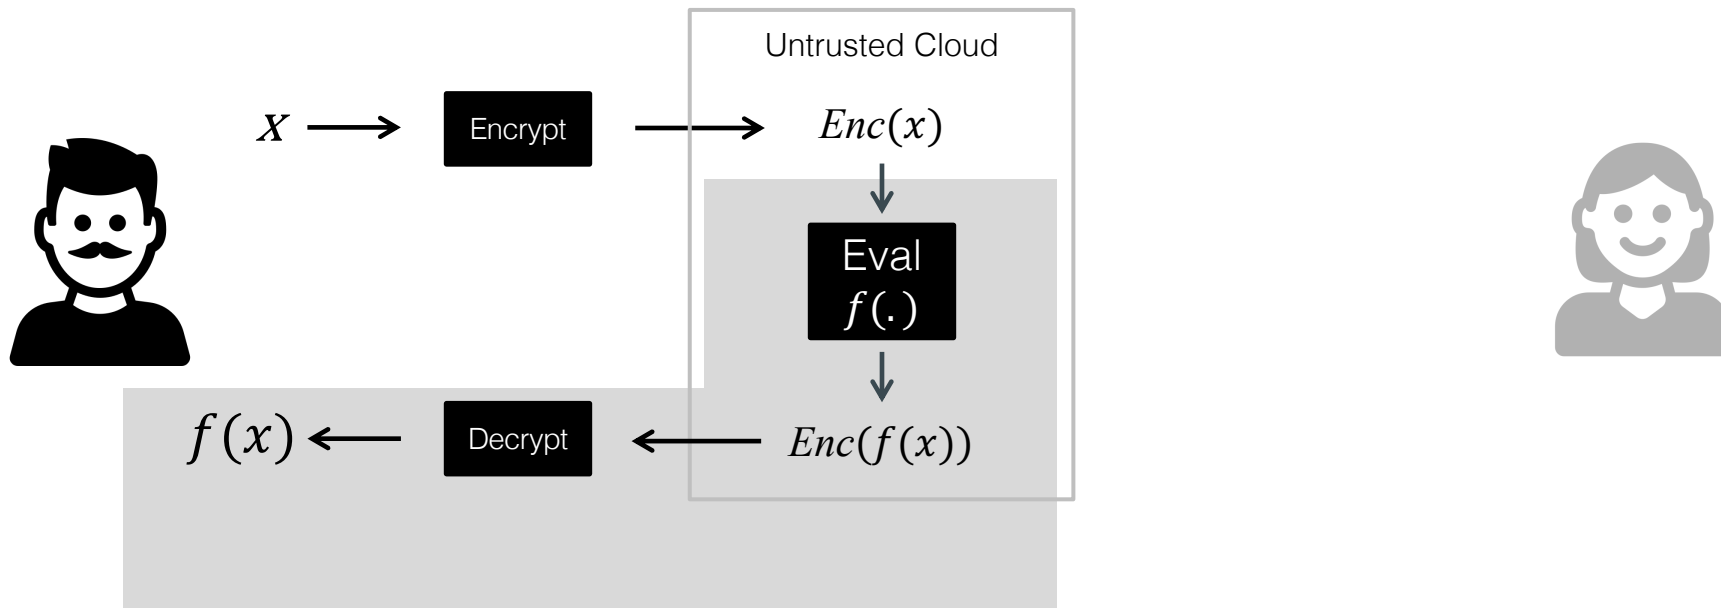 Untrusted Cloud
x
Encrypt
Enc(x)
Eval
f(.)
f(x)
Decrypt
Enc(f(x))